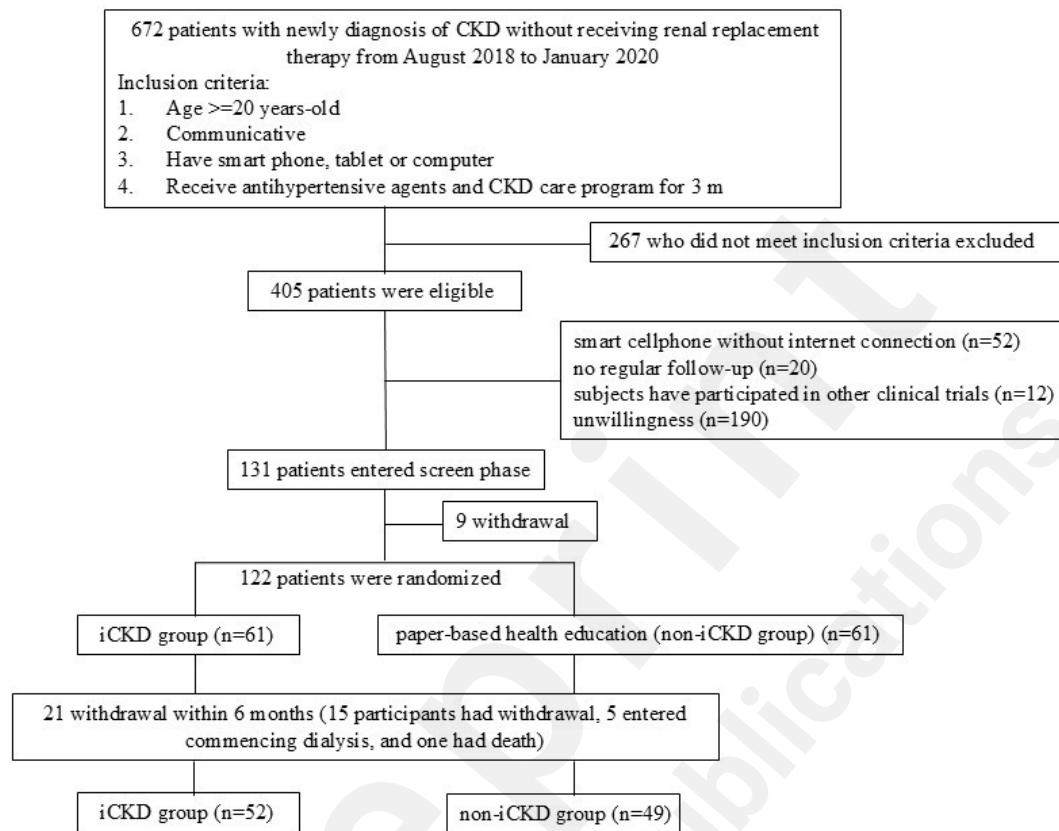 672 patients with newly diagnosis of CKD without receiving renal replacement
therapy from August 2018 to January 2020
Inclusion criteria:
1. Age >=20 years-old
2. Communicative
3. Have smart phone, tablet or computer
4. Receive antihypertensive agents and CKD care program for 3 m
267 who did not meet inclusion criteria excluded
405 patients were eligible
smart cellphone without internet connection (n=52)
no regular follow-up (n=20)
subjects have participated in other clinical trials (n=12)
unwillingness (n=190)
131 patients entered screen phase
9 withdrawal
122 patients were randomized
iCKD group (n=61)
paper-based health education (non-iCKD group) (n=61)
21 withdrawal within 6 months (15 participants had withdrawal, 5 entered
commencing dialysis, and one had death)
iCKD group (n=52)
non-iCKD group (n=49)
eprint
ublications